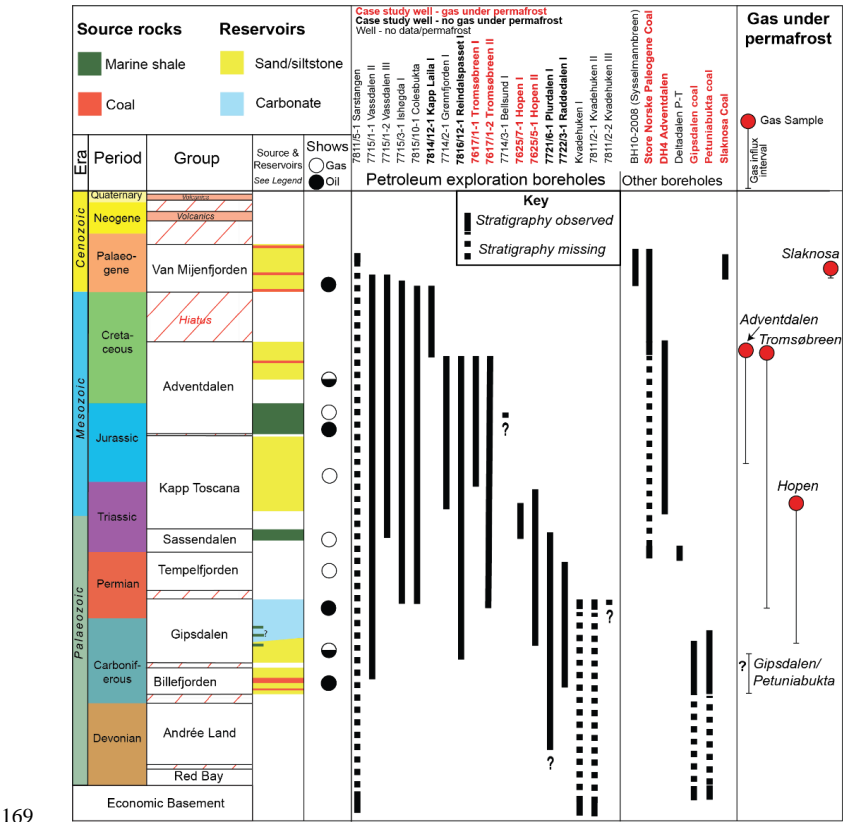 Source rocks
Reservoirs
Marine shale
Sand/siltstone
Coal
Carbonate
Case study well - gas under permafrost
Case study well - no gas under permafrost
Well - no data/permafrost
7811/5-1 Sarstangen
7715/1-1 Vassdalen II
7715/1-2 Vassdalen III
7715/3-1 Ishøgda I
7815/10-1 Colesbukta
7814/12-1 Kapp Laila I
7714/2-1 Grønnfjorden I
7816/12-1 Reindalspasset I
7617/1-1 Tromsøbreen I
7617/1-2 Tromsøbreen II
7714/3-1 Bellsund I
7625/7-1 Hopen I
7625/5-1 Hopen II
7721/6-1 Plurdalen I
7722/3-1 Raddedalen I
Kvadehuken I
7811/2-1 Kvadehuken II
7811/2-2 Kvadehuken III
BH10-2008 (Sysselmannbreen)
Store Norske Paleogene Coal
DH4 Adventdalen
Deltadalen P-T
Gipsdalen coal
Petuniabukta coal
Slaknosa Coal
Gas under
permafrost
Gas Sample
Gas influx
interval
Era
Period
Group
Source &
Reservoirs
See Legend
Shows
Gas
Oil
Petroleum exploration boreholes
Other boreholes
Key
Stratigraphy observed
Stratigraphy missing
Cenozoic
Mesozoic
Palaeozoic
Quaternary
Neogene
Palaeo-
gene
Creta-
ceous
Jurassic
Triassic
Permian
Carbonif-
erous
Devonian
Volcanics
Volcanics
Van Mijenfjorden
Hiatus
Adventdalen
Kapp Toscana
Sassendalen
Tempelfjorden
Gipsdalen
Billefjorden
Andrée Land
Red Bay
Economic Basement
?
?
?
?
Slaknosa
Adventdalen
Tromsøbreen
Hopen
?
Gipsdalen/
Petuniabukta
169